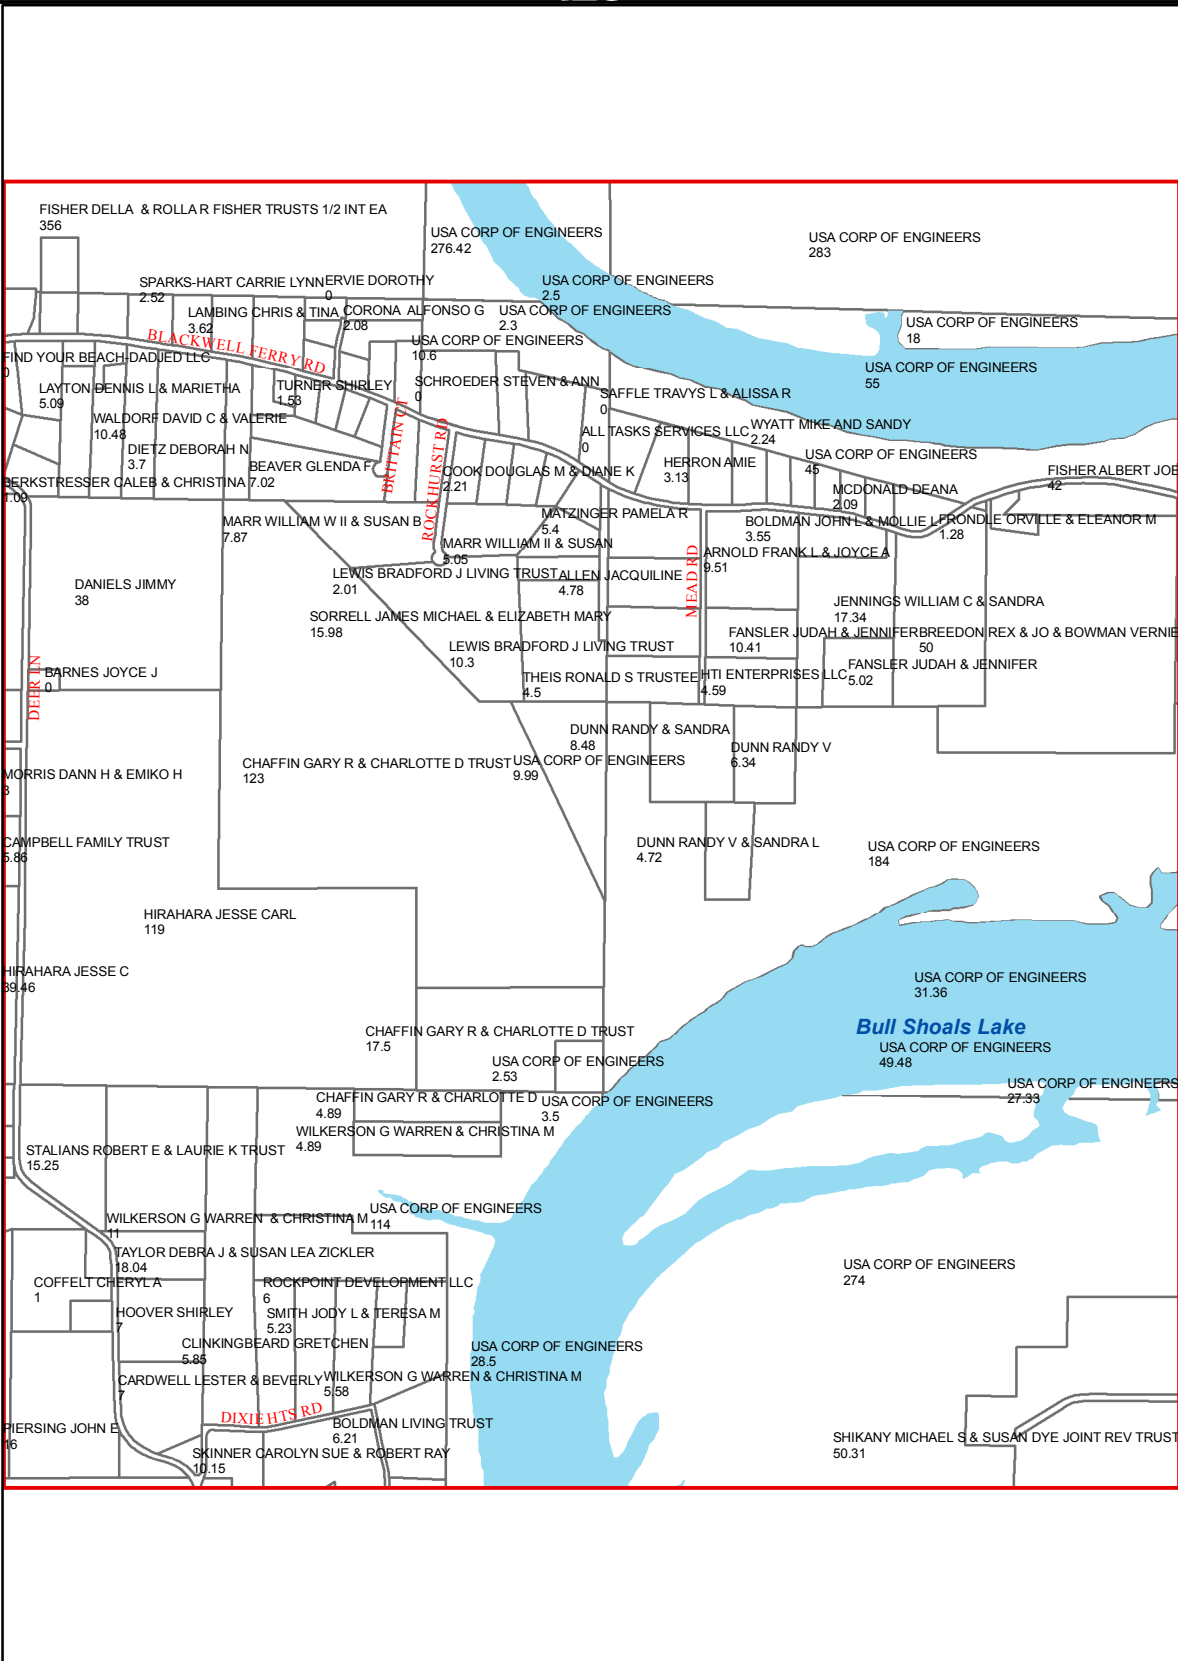 FISHER DELLA & ROLLA R FISHER TRUSTS 1/2 INT EA
356
USA CORP OF ENGINEERS
276.42
USA CORP OF ENGINEERS
283
SPARKS-HART CARRIE LYNN
2.52
ERVIE DOROTHY
0
USA CORP OF ENGINEERS
2.5
LAMBING CHRIS & TINA
3.62
CORONA ALFONSO G
2.08
USA CORP OF ENGINEERS
2.3
USA CORP OF ENGINEERS
18
BLACKWELL FERRY RD
USA CORP OF ENGINEERS
10.6
FIND YOUR BEACH-DADJED LLC
0
USA CORP OF ENGINEERS
55
LAYTON DENNIS L & MARIETHA
5.09
TURNER SHIRLEY
1.53
SCHROEDER STEVEN & ANN
0
SAFFLE TRAVYS L & ALISSA R
0
WALDORF DAVID C & VALERIE
10.48
BRITTAIN CT
ROCKHURST RD
ALL TASKS SERVICES LLC
0
WYATT MIKE AND SANDY
2.24
DIETZ DEBORAH N
3.7
BEAVER GLENDA F
7.02
COOK DOUGLAS M & DIANE K
2.21
HERRON AMIE
3.13
USA CORP OF ENGINEERS
45
FISHER ALBERT JOE
42
BERKSTRESSER CALEB & CHRISTINA
1.09
MCDONALD DEANA
2.09
MARR WILLIAM W II & SUSAN B
7.87
MATZINGER PAMELA R
5.4
BOLDMAN JOHN L & MOLLIE L
3.55
FRONDLE ORVILLE & ELEANOR M
1.28
MARR WILLIAM II & SUSAN
5.05
ARNOLD FRANK L & JOYCE A
9.51
DANIELS JIMMY
38
LEWIS BRADFORD J LIVING TRUST
2.01
ALLEN JACQUILINE
4.78
MEAD RD
SORRELL JAMES MICHAEL & ELIZABETH MARY
15.98
JENNINGS WILLIAM C & SANDRA
17.34
FANSLER JUDAH & JENNIFER
10.41
BREEDON REX & JO & BOWMAN VERNIE
50
LEWIS BRADFORD J LIVING TRUST
10.3
BARNES JOYCE J
0
DEER LN
THEIS RONALD S TRUSTEE
4.5
HTI ENTERPRISES LLC
4.59
FANSLER JUDAH & JENNIFER
5.02
DUNN RANDY & SANDRA
8.48
DUNN RANDY V
6.34
CHAFFIN GARY R & CHARLOTTE D TRUST
123
USA CORP OF ENGINEERS
9.99
MORRIS DANN H & EMIKO H
3
CAMPBELL FAMILY TRUST
5.86
DUNN RANDY V & SANDRA L
4.72
USA CORP OF ENGINEERS
184
HIRAHARA JESSE CARL
119
HIRAHARA JESSE C
39.46
USA CORP OF ENGINEERS
31.36
CHAFFIN GARY R & CHARLOTTE D TRUST
17.5
Bull Shoals Lake
USA CORP OF ENGINEERS
49.48
USA CORP OF ENGINEERS
2.53
USA CORP OF ENGINEERS
27.33
CHAFFIN GARY R & CHARLOTTE D
4.89
USA CORP OF ENGINEERS
3.5
WILKERSON G WARREN & CHRISTINA M
4.89
STALIANS ROBERT E & LAURIE K TRUST
15.25
WILKERSON G WARREN & CHRISTINA M
11
USA CORP OF ENGINEERS
114
TAYLOR DEBRA J & SUSAN LEA ZICKLER
18.04
USA CORP OF ENGINEERS
274
COFFELT CHERYL A
1
ROCKPOINT DEVELOPMENT LLC
6
HOOVER SHIRLEY
7
SMITH JODY L & TERESA M
5.23
CLINKINGBEARD GRETCHEN
5.85
USA CORP OF ENGINEERS
28.5
CARDWELL LESTER & BEVERLY
7
WILKERSON G WARREN & CHRISTINA M
5.58
DIXIE HTS RD
PIERSING JOHN E
16
BOLDMAN LIVING TRUST
6.21
SHIKANY MICHAEL S & SUSAN DYE JOINT REV TRUST
50.31
SKINNER CAROLYN SUE & ROBERT RAY
10.15